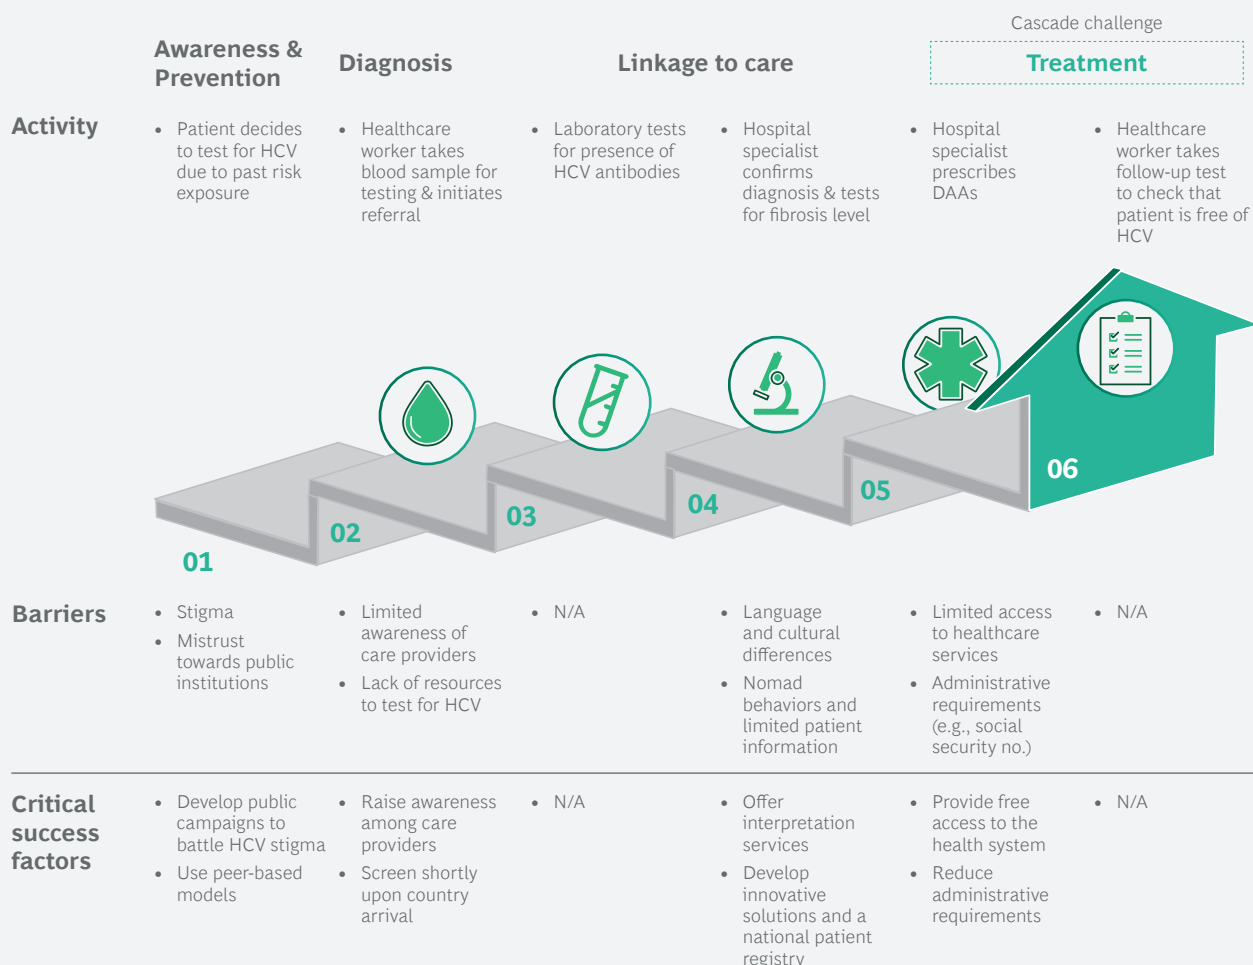 Cascade challenge
Awareness &
Prevention
Diagnosis
Linkage to care
Treatment
Activity
• Patient decides
to test for HCV
due to past risk
exposure
• Healthcare
worker takes
blood sample for
testing & initiates
referral
• Laboratory tests
for presence of
HCV antibodies
• Hospital
specialist
confirms
diagnosis & tests
for fibrosis level
• Hospital
specialist
prescribes
DAAs
• Healthcare
worker takes
follow-up test
to check that
patient is free of
HCV
01
02
03
04
05
06
Barriers
• Stigma
• Mistrust
towards public
institutions
• Limited
awareness of
care providers
• Lack of resources
to test for HCV
• N/A
• Language
and cultural
differences
• Nomad
behaviors and
limited patient
information
• Limited access
to healthcare
services
• Administrative
requirements
(e.g., social
security no.)
• N/A
Critical
success
factors
• Develop public
campaigns to
battle HCV stigma
• Use peer-based
models
• Raise awareness
among care
providers
• Screen shortly
upon country
arrival
• N/A
• Offer
interpretation
services
• Develop
innovative
solutions and a
national patient
registry
• Provide free
access to the
health system
• Reduce
administrative
requirements
• N/A